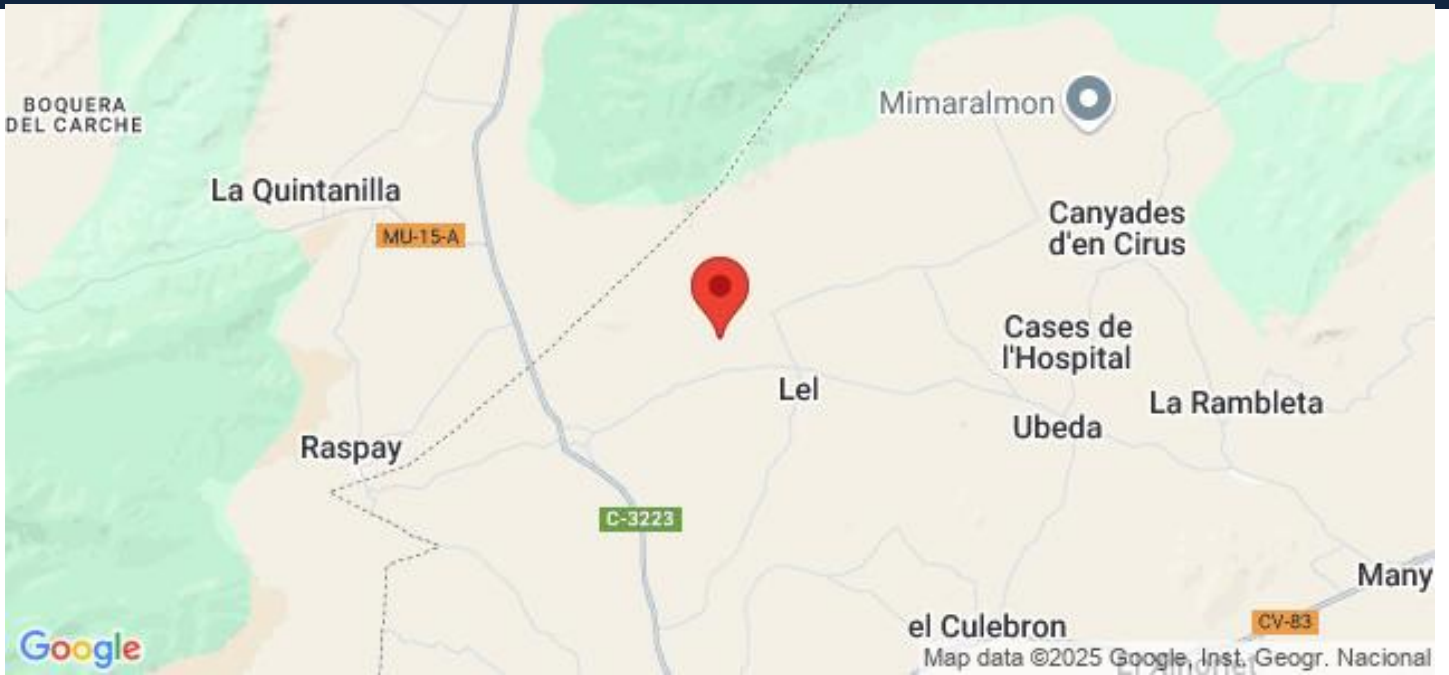 BOQUERA
DEL CARCHE
Mimaralmon
La Quintanilla
MU-15-A
Canyades
d'en Cirus
Cases de
l'Hospital
Lel
La Rambleta
Ubeda
Raspay
C-3223
Many
CV-83
el Culebron
Google
Map data ©2025 Google, Inst. Geogr. Nacional